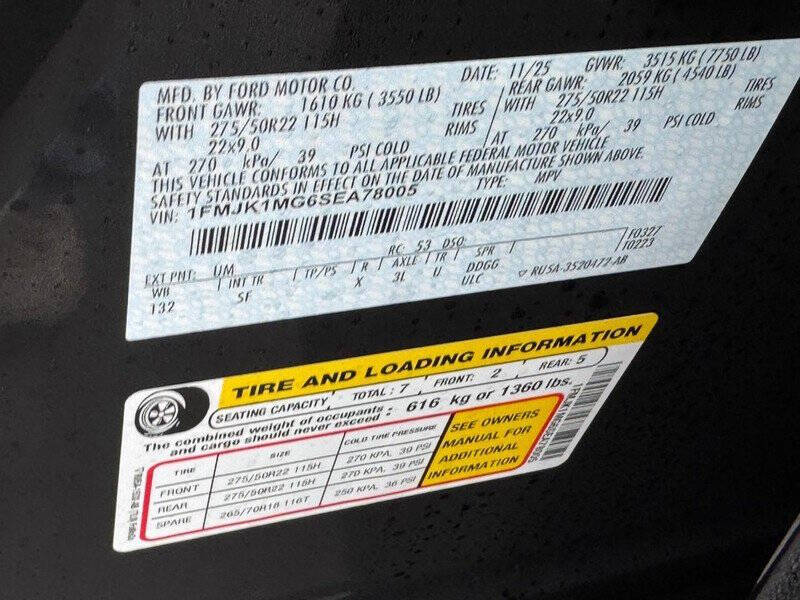 MFD. BY FORD MOTOR CO.
DATE: 11/25 GVWR: 3515 KG ( 7750 LB)
FRONT GAWR: 1610 KG ( 3550 LB) REAR GAWR: 2059 KG ( 4540 LB)
WITH 275/50R22 115H TIRES WITH 275/50R22 115H TIRES
22x9.0 RIMS 22x9.0 RIMS
AT 270 kPa/ 39 PSI COLD AT 270 kPa/ 39 PSI COLD
THIS VEHICLE CONFORMS TO ALL APPLICABLE FEDERAL MOTOR VEHICLE
SAFETY STANDARDS IN EFFECT ON THE DATE OF MANUFACTURE SHOWN ABOVE.
VIN: 1FMJK1MG6SEA78005 TYPE: MPV
F0327
T0223
EXT PNT: UM RC: 53 DSO:
WB INT TR TP/PS R AXLE TR SPR
132 SF X 3L U DDGG
ULC ▽ RU5A-3520472-AB
TIRE AND LOADING INFORMATION
SEATING CAPACITY TOTAL: 7 FRONT: 2 REAR: 5
The combined weight of occupants
and cargo should never exceed : 616 kg or 1360 lbs.
TIRE SIZE COLD TIRE PRESSURE
FRONT 275/50R22 115H 270 KPA, 39 PSI
REAR 275/50R22 115H 270 KPA, 39 PSI
SPARE 265/70R18 116T 250 KPA, 36 PSI
SEE OWNERS
MANUAL FOR
ADDITIONAL
INFORMATION